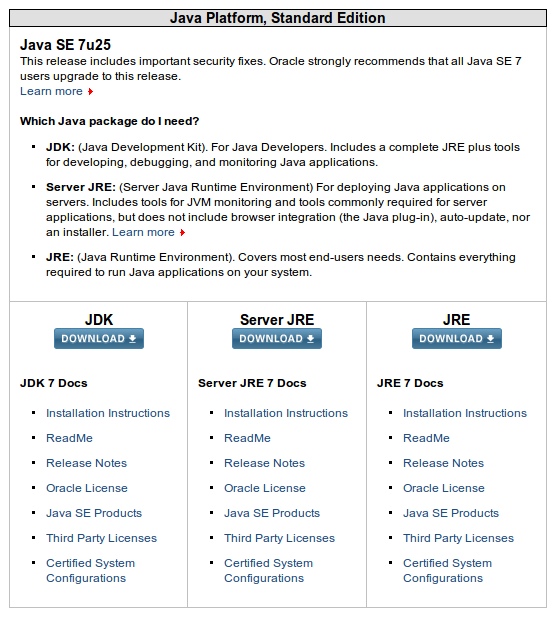 Java Platform, Standard Edition
Java SE 7u25
This release includes important security fixes. Oracle strongly recommends that all Java SE 7
users upgrade to this release.
Learn more
Which Java package do I need?
JDK: (Java Development Kit). For Java Developers. Includes a complete JRE plus tools
for developing, debugging, and monitoring Java applications.
Server JRE: (Server Java Runtime Environment) For deploying Java applications on
servers. Includes tools for JVM monitoring and tools commonly required for server
applications, but does not include browser integration (the Java plug-in), auto-update, nor
an installer. Learn more
JRE: (Java Runtime Environment). Covers most end-users needs. Contains everything
required to run Java applications on your system.
JDK
DOWNLOAD
JDK 7 Docs
Installation Instructions
ReadMe
Release Notes
Oracle License
Java SE Products
Third Party Licenses
Certified System
Configurations
Server JRE
DOWNLOAD
Server JRE 7 Docs
Installation Instructions
ReadMe
Release Notes
Oracle License
Java SE Products
Third Party Licenses
Certified System
Configurations
JRE
DOWNLOAD
JRE 7 Docs
Installation Instructions
ReadMe
Release Notes
Oracle License
Java SE Products
Third Party Licenses
Certified System
Configurations